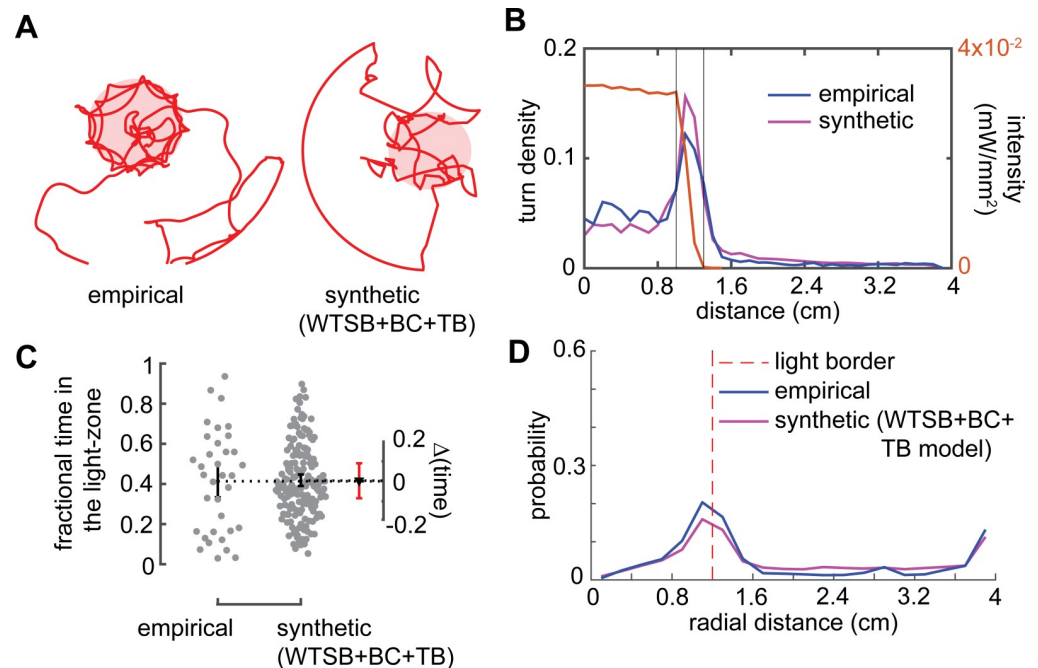 A
empirical
synthetic
(WTSB+BC+TB)
B
0.2
0.1
0
turn density
0
0.8
1.6
2.4
3.2
4
distance (cm)
4x10-2
0
intensity
(mW/mm2)
empirical
synthetic
C
1
0.8
0.6
0.4
0.2
0
fractional time in
the light-zone
0.2
0
-0.2
Δ(time)
empirical
synthetic
(WTSB+BC+TB)
D
0.6
0.3
0
probability
0
0.8
1.6
2.4
3.2
4
radial distance (cm)
light border
empirical
synthetic (WTSB+BC+
TB model)